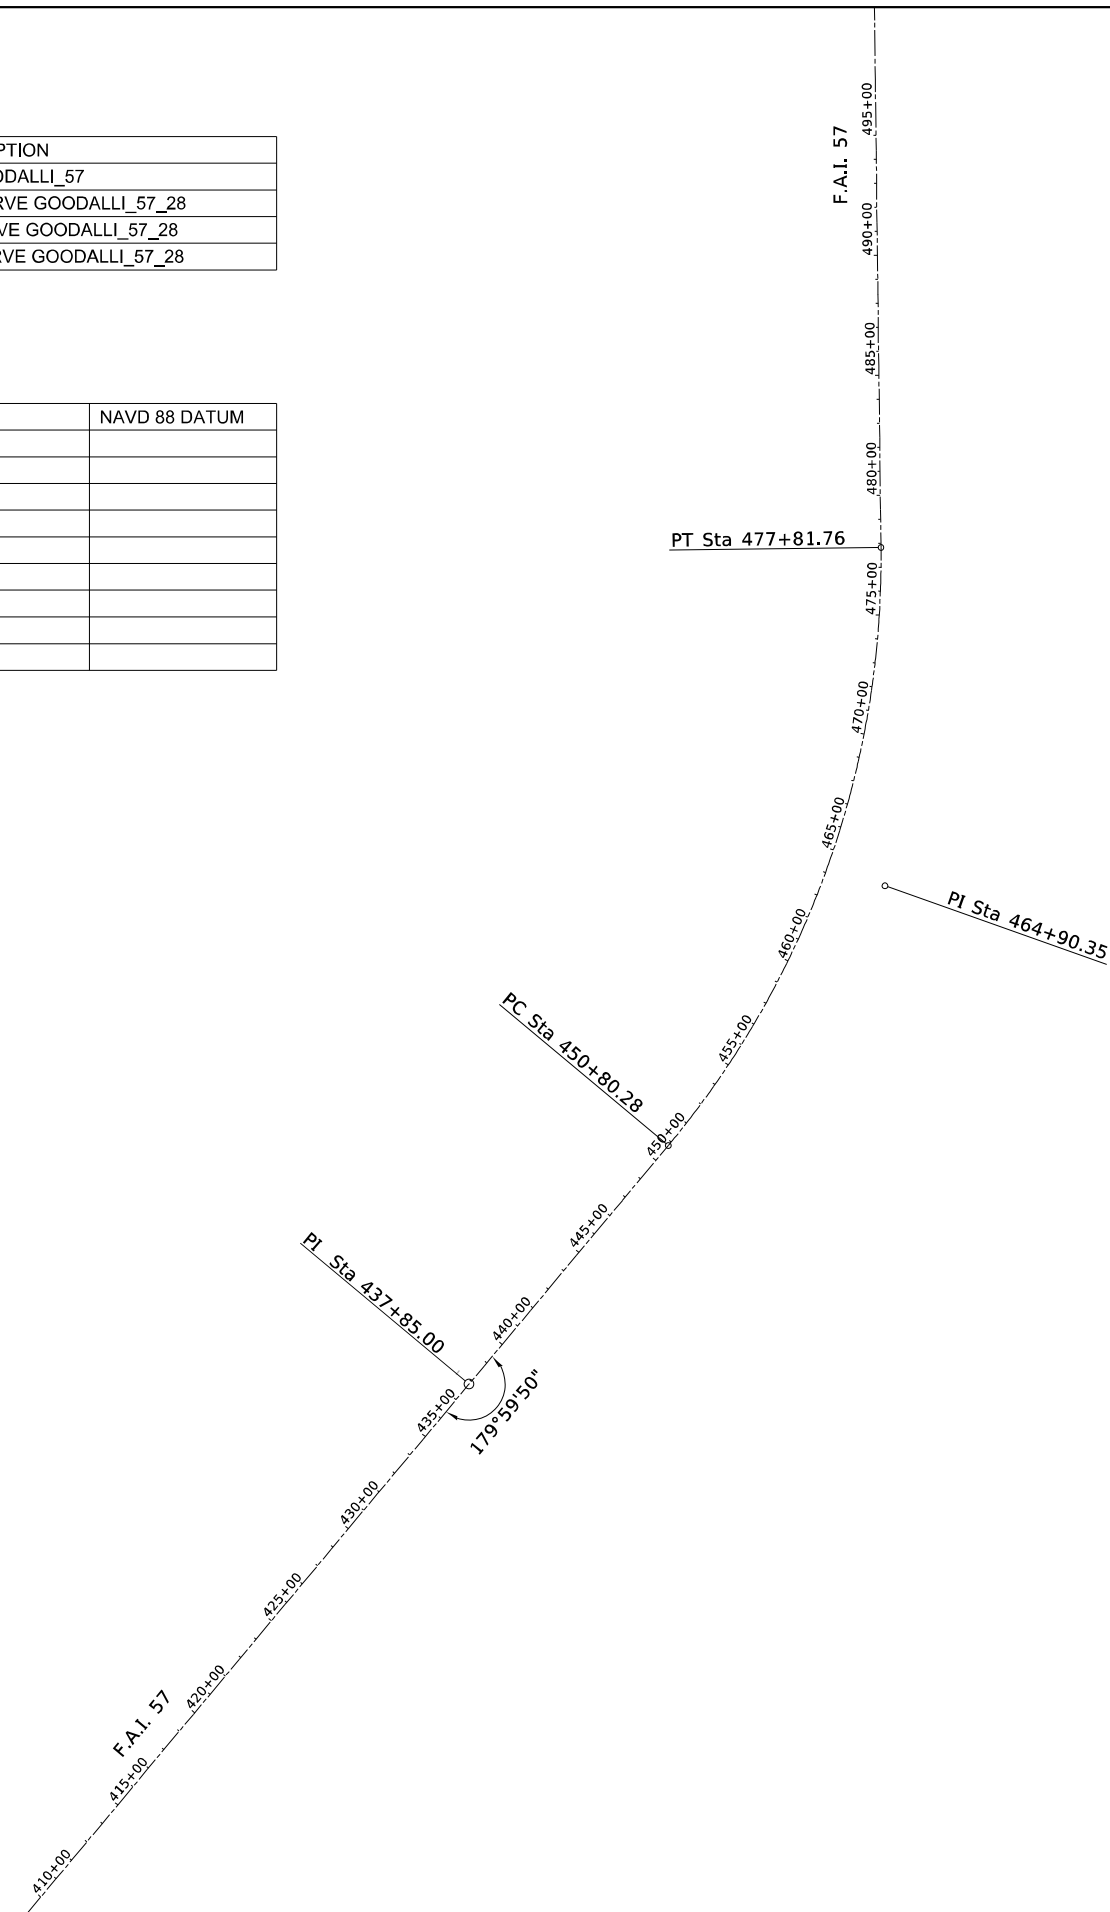 PTION
ODALLI_57
RVE GOODALLI_57_28
VE GOODALLI_57_28
RVE GOODALLI_57_28
NAVD 88 DATUM
F.A.I. 57
495+00
490+00
485+00
480+00
PT Sta 477+81.76
475+00
470+00
465+00
PI Sta 464+90.35
460+00
455+00
PC Sta 450+80.28
450+00
445+00
PI Sta 437+85.00
440+00
179°59'50"
435+00
430+00
425+00
420+00
F.A.I. 57
415+00
410+00